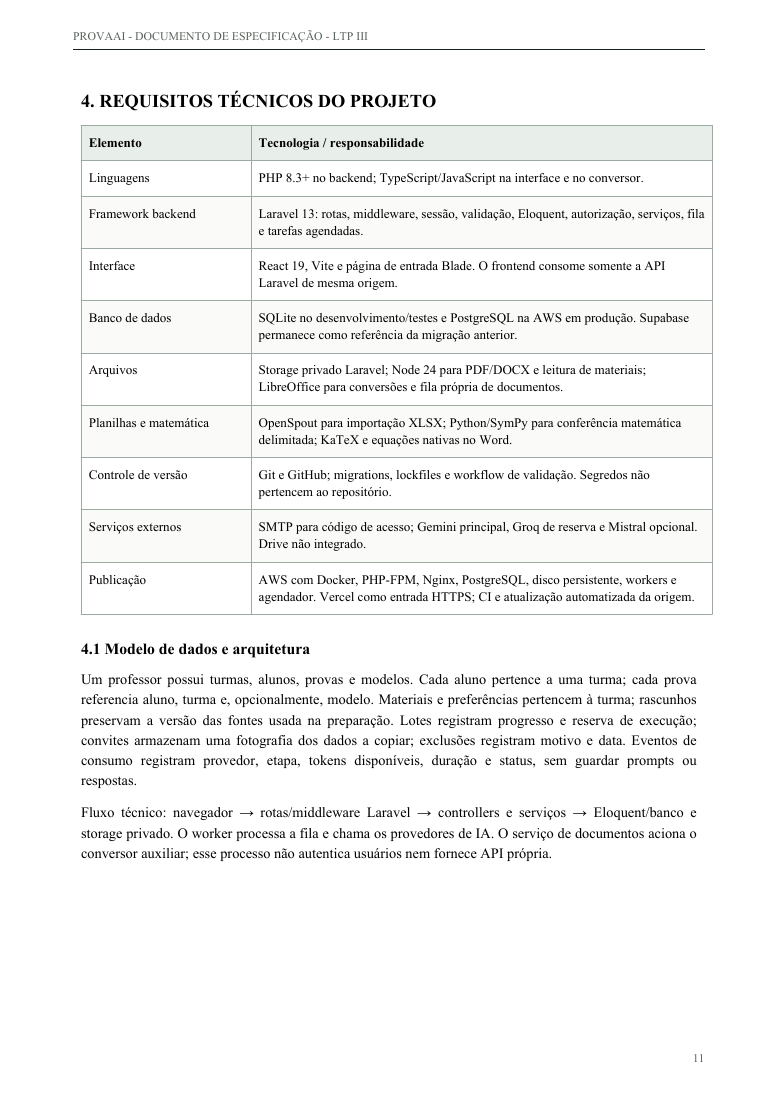 PROVAAI - DOCUMENTO DE ESPECIFICAÇÃO - LTP III
4. REQUISITOS TÉCNICOS DO PROJETO
Elemento
Tecnologia / responsabilidade
Linguagens
PHP 8.3+ no backend; TypeScript/JavaScript na interface e no conversor.
Framework backend
Laravel 13: rotas, middleware, sessão, validação, Eloquent, autorização, serviços, fila
e tarefas agendadas.
Interface
React 19, Vite e página de entrada Blade. O frontend consome somente a API
Laravel de mesma origem.
Banco de dados
SQLite no desenvolvimento/testes e PostgreSQL na AWS em produção. Supabase
permanece como referência da migração anterior.
Arquivos
Storage privado Laravel; Node 24 para PDF/DOCX e leitura de materiais;
LibreOffice para conversões e fila própria de documentos.
Planilhas e matemática
OpenSpout para importação XLSX; Python/SymPy para conferência matemática
delimitada; KaTeX e equações nativas no Word.
Controle de versão
Git e GitHub; migrations, lockfiles e workflow de validação. Segredos não
pertencem ao repositório.
Serviços externos
SMTP para código de acesso; Gemini principal, Groq de reserva e Mistral opcional.
Drive não integrado.
Publicação
AWS com Docker, PHP-FPM, Nginx, PostgreSQL, disco persistente, workers e
agendador. Vercel como entrada HTTPS; CI e atualização automatizada da origem.
4.1 Modelo de dados e arquitetura
Um professor possui turmas, alunos, provas e modelos. Cada aluno pertence a uma turma; cada prova
referencia aluno, turma e, opcionalmente, modelo. Materiais e preferências pertencem à turma; rascunhos
preservam a versão das fontes usada na preparação. Lotes registram progresso e reserva de execução;
convites armazenam uma fotografia dos dados a copiar; exclusões registram motivo e data. Eventos de
consumo registram provedor, etapa, tokens disponíveis, duração e status, sem guardar prompts ou
respostas.
Fluxo técnico: navegador → rotas/middleware Laravel → controllers e serviços → Eloquent/banco e
storage privado. O worker processa a fila e chama os provedores de IA. O serviço de documentos aciona o
conversor auxiliar; esse processo não autentica usuários nem fornece API própria.
11